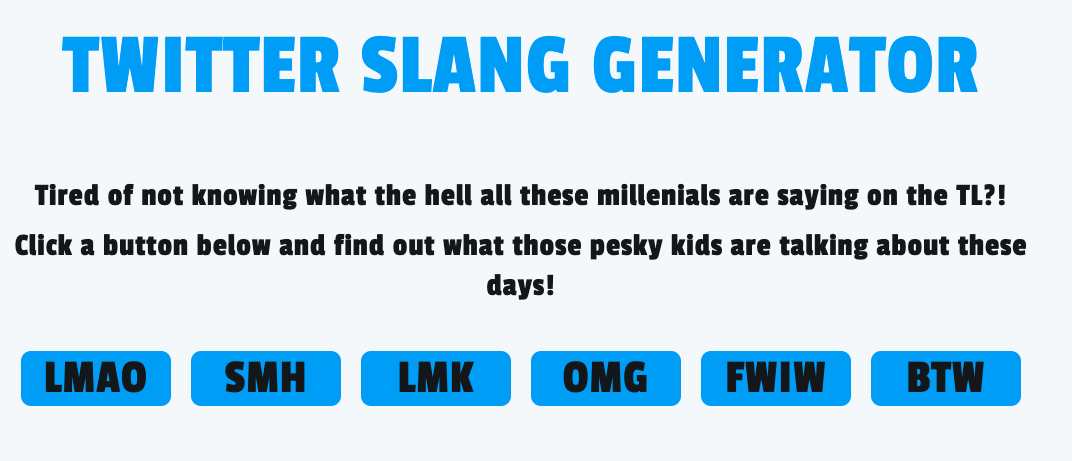 TWITTER SLANG GENERATOR
Tired of not knowing what the hell all these millenials are saying on the TL?!
Click a button below and find out what those pesky kids are talking about these
days!
LMAO SMH LMK OMG FWIW BTW